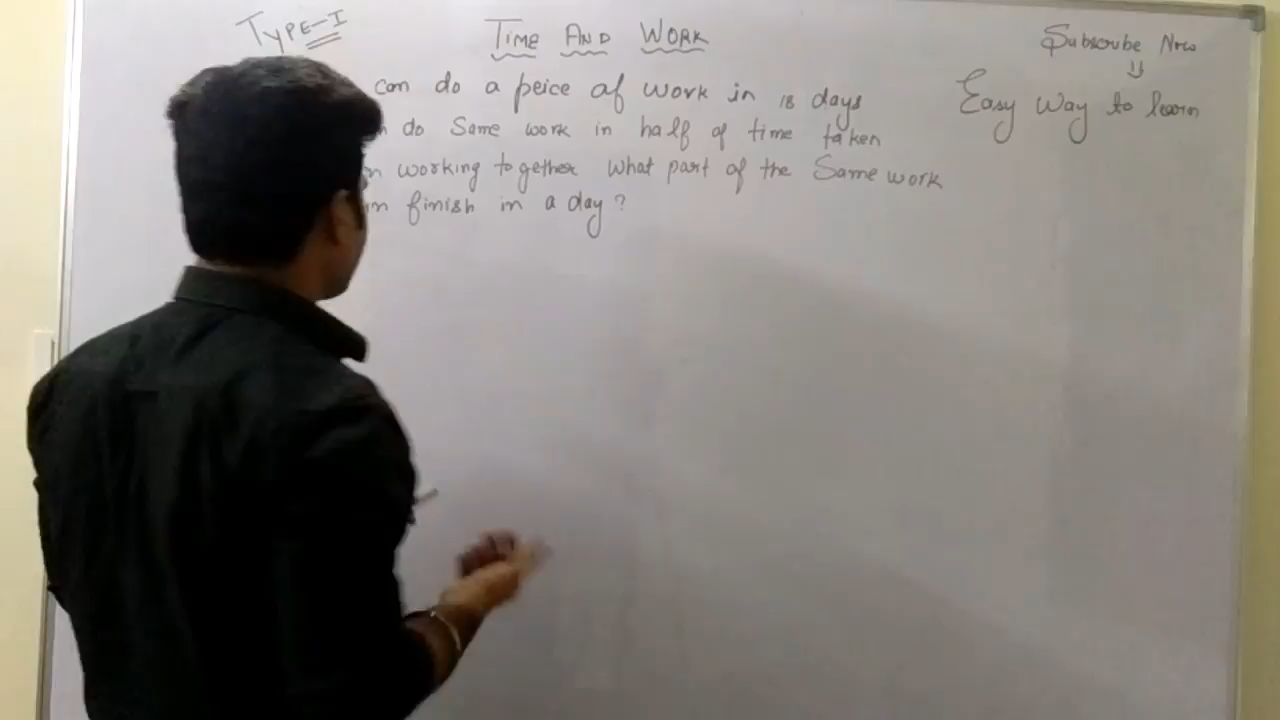 TYPE-I
TIME AND WORK
Subscribe Now
can do a peice of work in 18 days
Easy Way to learn
do Same work in half of time taken
working together what part of the Same work
finish in a day?